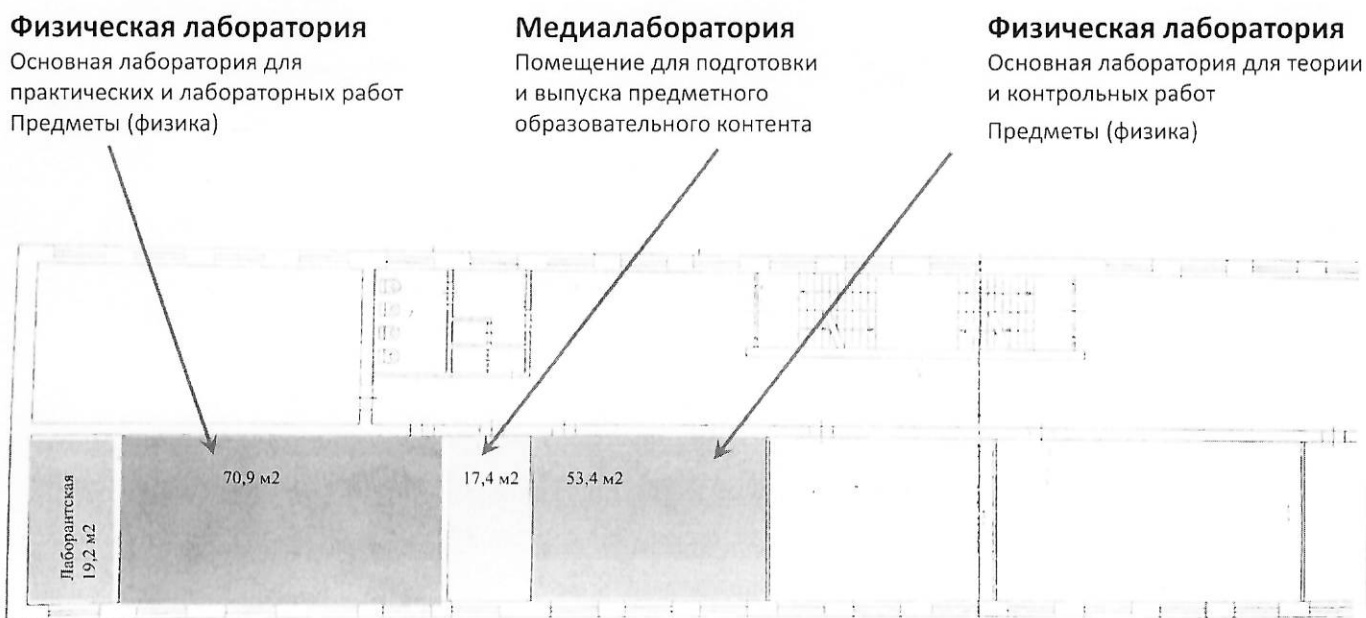 Физическая лаборатория
Основная лаборатория для
практических и лабораторных работ
Предметы (физика)
Медиалаборатория
Помещение для подготовки
и выпуска предметного
образовательного контента
Физическая лаборатория
Основная лаборатория для теории
и контрольных работ
Предметы (физика)
Лаборантская
19,2 м2
70,9 м2
17,4 м2
53,4 м2